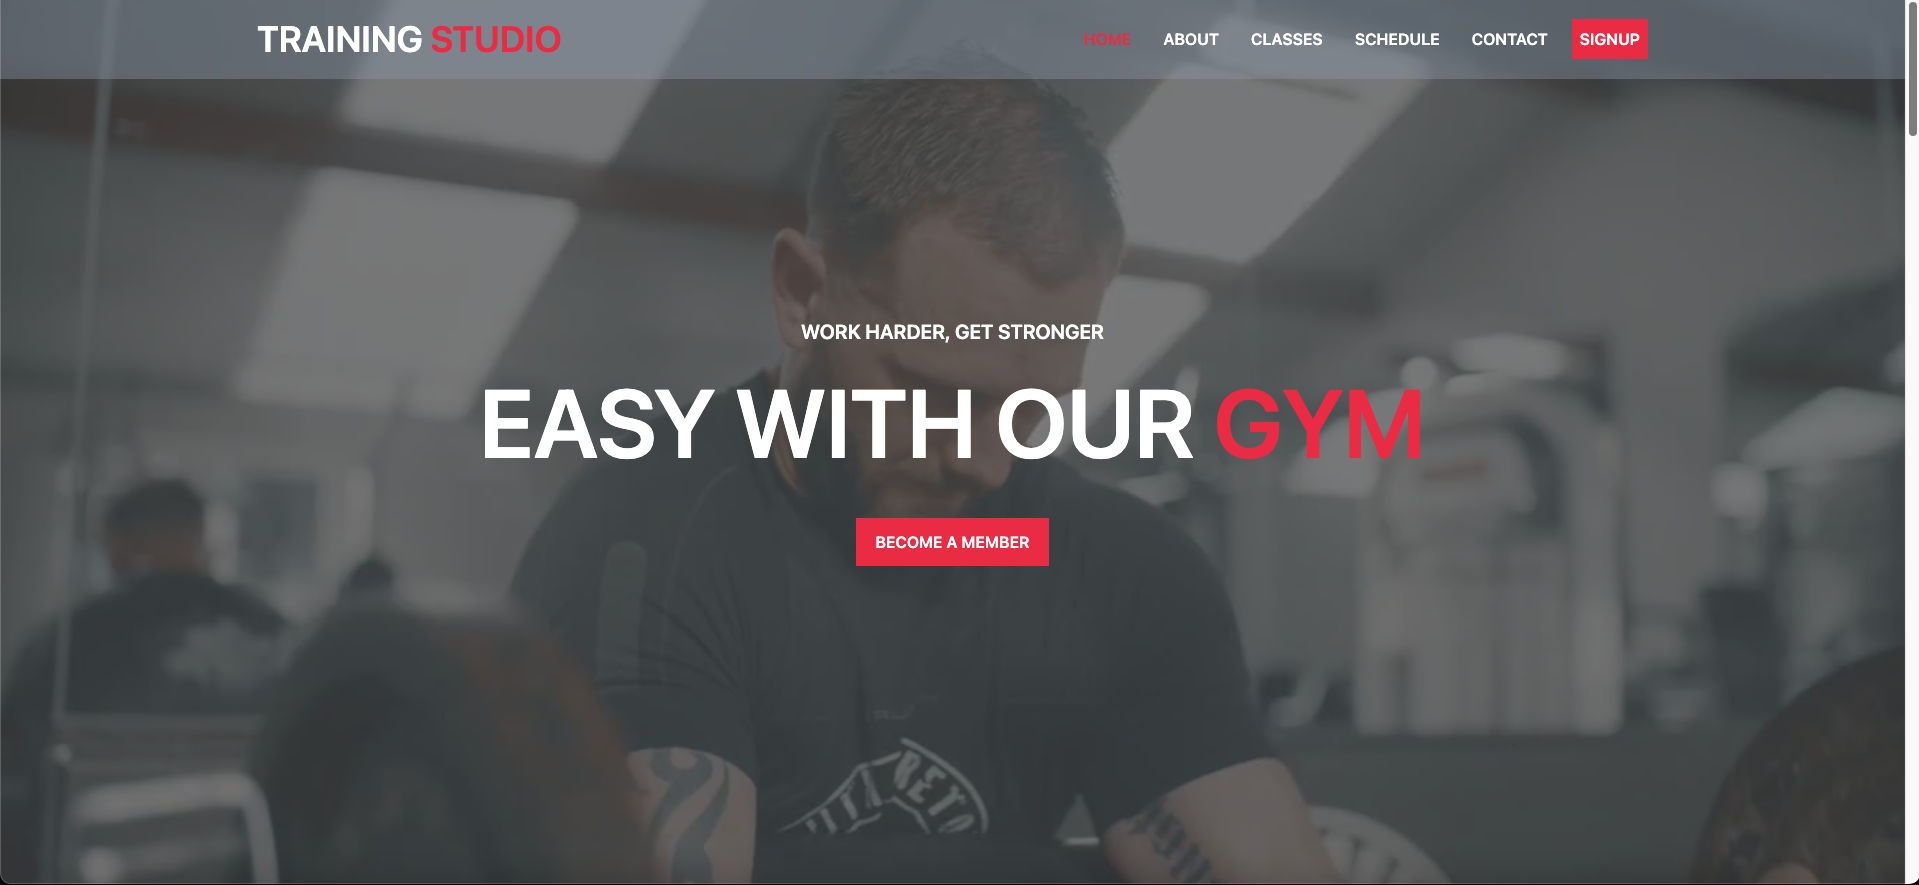 TRAINING STUDIO
HOME ABOUT CLASSES SCHEDULE CONTACT SIGNUP
WORK HARDER, GET STRONGER
EASY WITH OUR GYM
BECOME A MEMBER